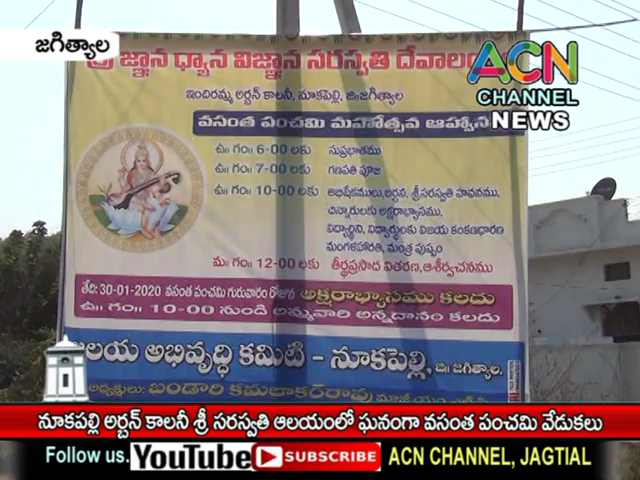 జగిత్యాల
శ్రీ జ్ఞాన ధ్యాన విజ్ఞాన సరస్వతి
ACN
CHANNEL
NEWS
ఇందిరమ్మ అర్బన్ కాలనీ, నూకపెల్లి, జి॥జగిత్యాల
వసంత పంచమి మహోత్సవ
ఉ॥ గం॥ 6-00 లకు సుప్రభాతము
ఉ॥ గం॥ 7-00 లకు గణపతి పూజ
ఉ॥ గం॥ 10-00 లకు అభిషేకములు,అర్చన, శ్రీసరస్వతి హవనము,
చిన్నారులకు అక్షరాభ్యాసము,
విద్యార్థిని, విద్యార్థులకు విజయ కంకణధారణ
మంగళహారతి, మంత్ర పుష్పం
మ॥ గం॥ 12-00 లకు తీర్థప్రసాద వితరణ,ఆశీర్వచనము
తేది: 30-01-2020 వసంత పంచమి గురువారం రోజున అక్షరాభ్యాసము కలదు
ఉ॥ గం॥ 10-00 నుండి అమ్మవారి అన్నదానం కలదు
అభివృద్ధి కమిటి - నూకపెల్లి, జి॥ జగిత్యాల.
అధ్యక్షులు: బండారి కమలాకర్‌రావు
నూకపల్లి అర్బన్ కాలనీ శ్రీ సరస్వతి ఆలయంలో ఘనంగా వసంత పంచమి వేడుకలు
Follow us. YouTube SUBSCRIBE ACN CHANNEL, JAGTIAL